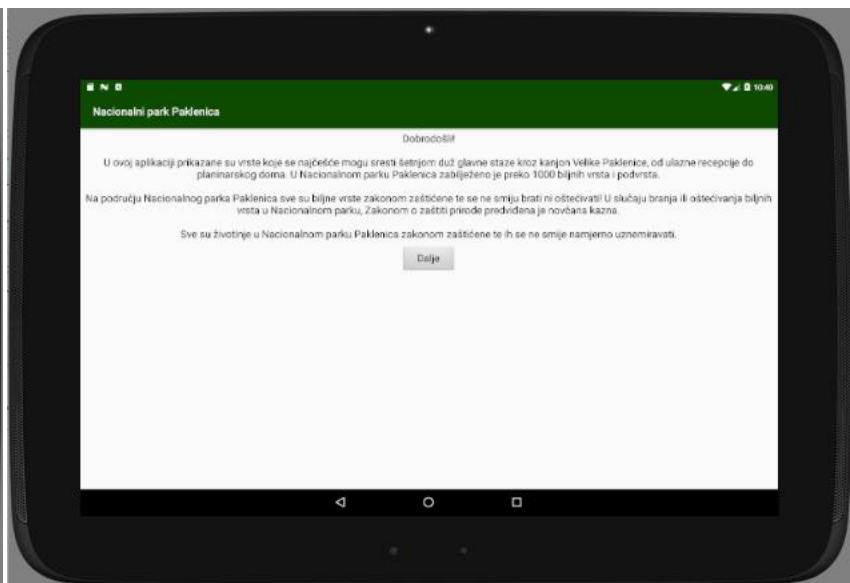 10:40
Nacionalni park Paklenica
Dobrodošli!
U ovoj aplikaciji prikazane su vrste koje se najčešće mogu sresti šetnjom duž glavne staze kroz kanjon Velike Paklenice, od ulazne recepcije do
planinarskog doma. U Nacionalnom parku Paklenica zabilježeno je preko 1000 biljnih vrsta i podvrsta.
Na području Nacionalnog parka Paklenica sve su biljne vrste zakonom zaštićene te se ne smiju brati ni oštećivati! U slučaju branja ili oštećivanja biljnih
vrsta u Nacionalnom parku, Zakonom o zaštiti prirode predviđena je novčana kazna.
Sve su životinje u Nacionalnom parku Paklenica zakonom zaštićene te ih se ne smije namjerno uznemiravati.
Dalje